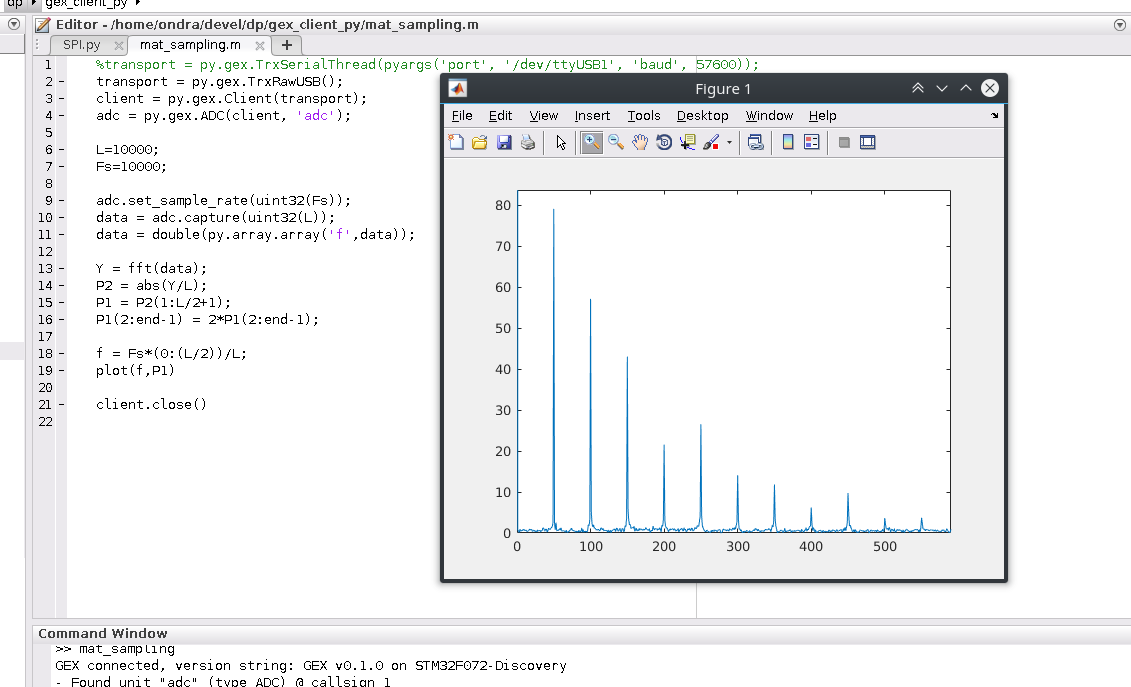 dp gex_client_py
Editor - /home/ondra/devel/dp/gex_client_py/mat_sampling.m
SPI.py mat_sampling.m
1 %transport = py.gex.TrxSerialThread(pyargs('port', '/dev/ttyUSB1', 'baud', 57600));
2 - transport = py.gex.TrxRawUSB();
3 - client = py.gex.Client(transport);
4 - adc = py.gex.ADC(client, 'adc');
5
6 - L=10000;
7 - Fs=10000;
8
9 - adc.set_sample_rate(uint32(Fs));
10 - data = adc.capture(uint32(L));
11 - data = double(py.array.array('f',data));
12
13 - Y = fft(data);
14 - P2 = abs(Y/L);
15 - P1 = P2(1:L/2+1);
16 - P1(2:end-1) = 2*P1(2:end-1);
17
18 - f = Fs*(0:(L/2))/L;
19 - plot(f,P1)
20
21 - client.close()
22
Figure 1
File Edit View Insert Tools Desktop Window Help
80
70
60
50
40
30
20
10
0
0 100 200 300 400 500
Command Window
>> mat_sampling
GEX connected, version string: GEX v0.1.0 on STM32F072-Discovery
- Found unit "adc" (type ADC) @ callsign 1